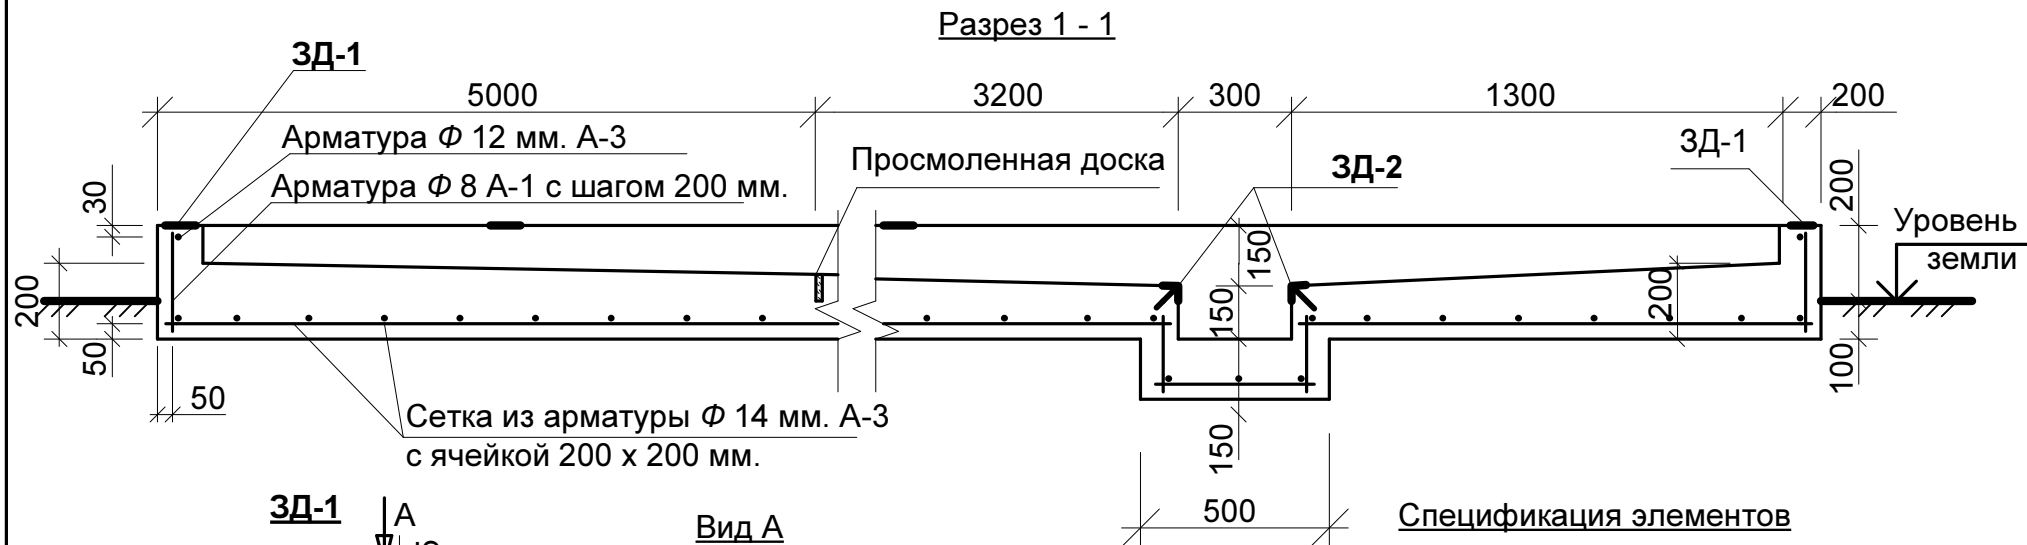 Разрез 1 - 1
ЗД-1
5000
3200
300
1300
200
Арматура Ф 12 мм. А-3
Просмоленная доска
ЗД-2
ЗД-1
Арматура Ф 8 А-1 с шагом 200 мм.
30
200
Уровень
земли
150
200
50
150
200
100
50
Сетка из арматуры Ф 14 мм. А-3
с ячейкой 200 х 200 мм.
150
500
ЗД-1
А
Вид А
Спецификация элементов